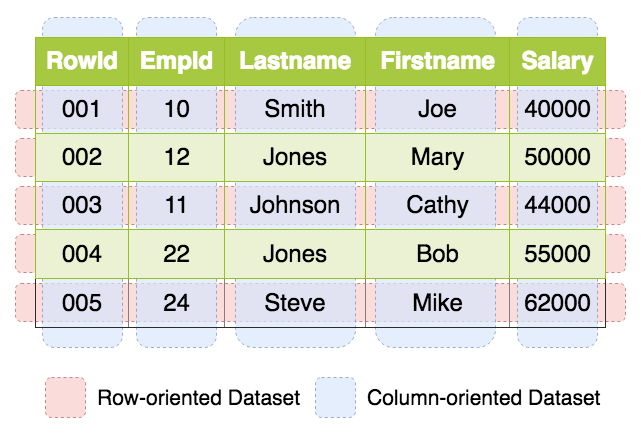 RowId EmpId Lastname Firstname Salary
001 10 Smith Joe 40000
002 12 Jones Mary 50000
003 11 Johnson Cathy 44000
004 22 Jones Bob 55000
005 24 Steve Mike 62000
Row-oriented Dataset Column-oriented Dataset